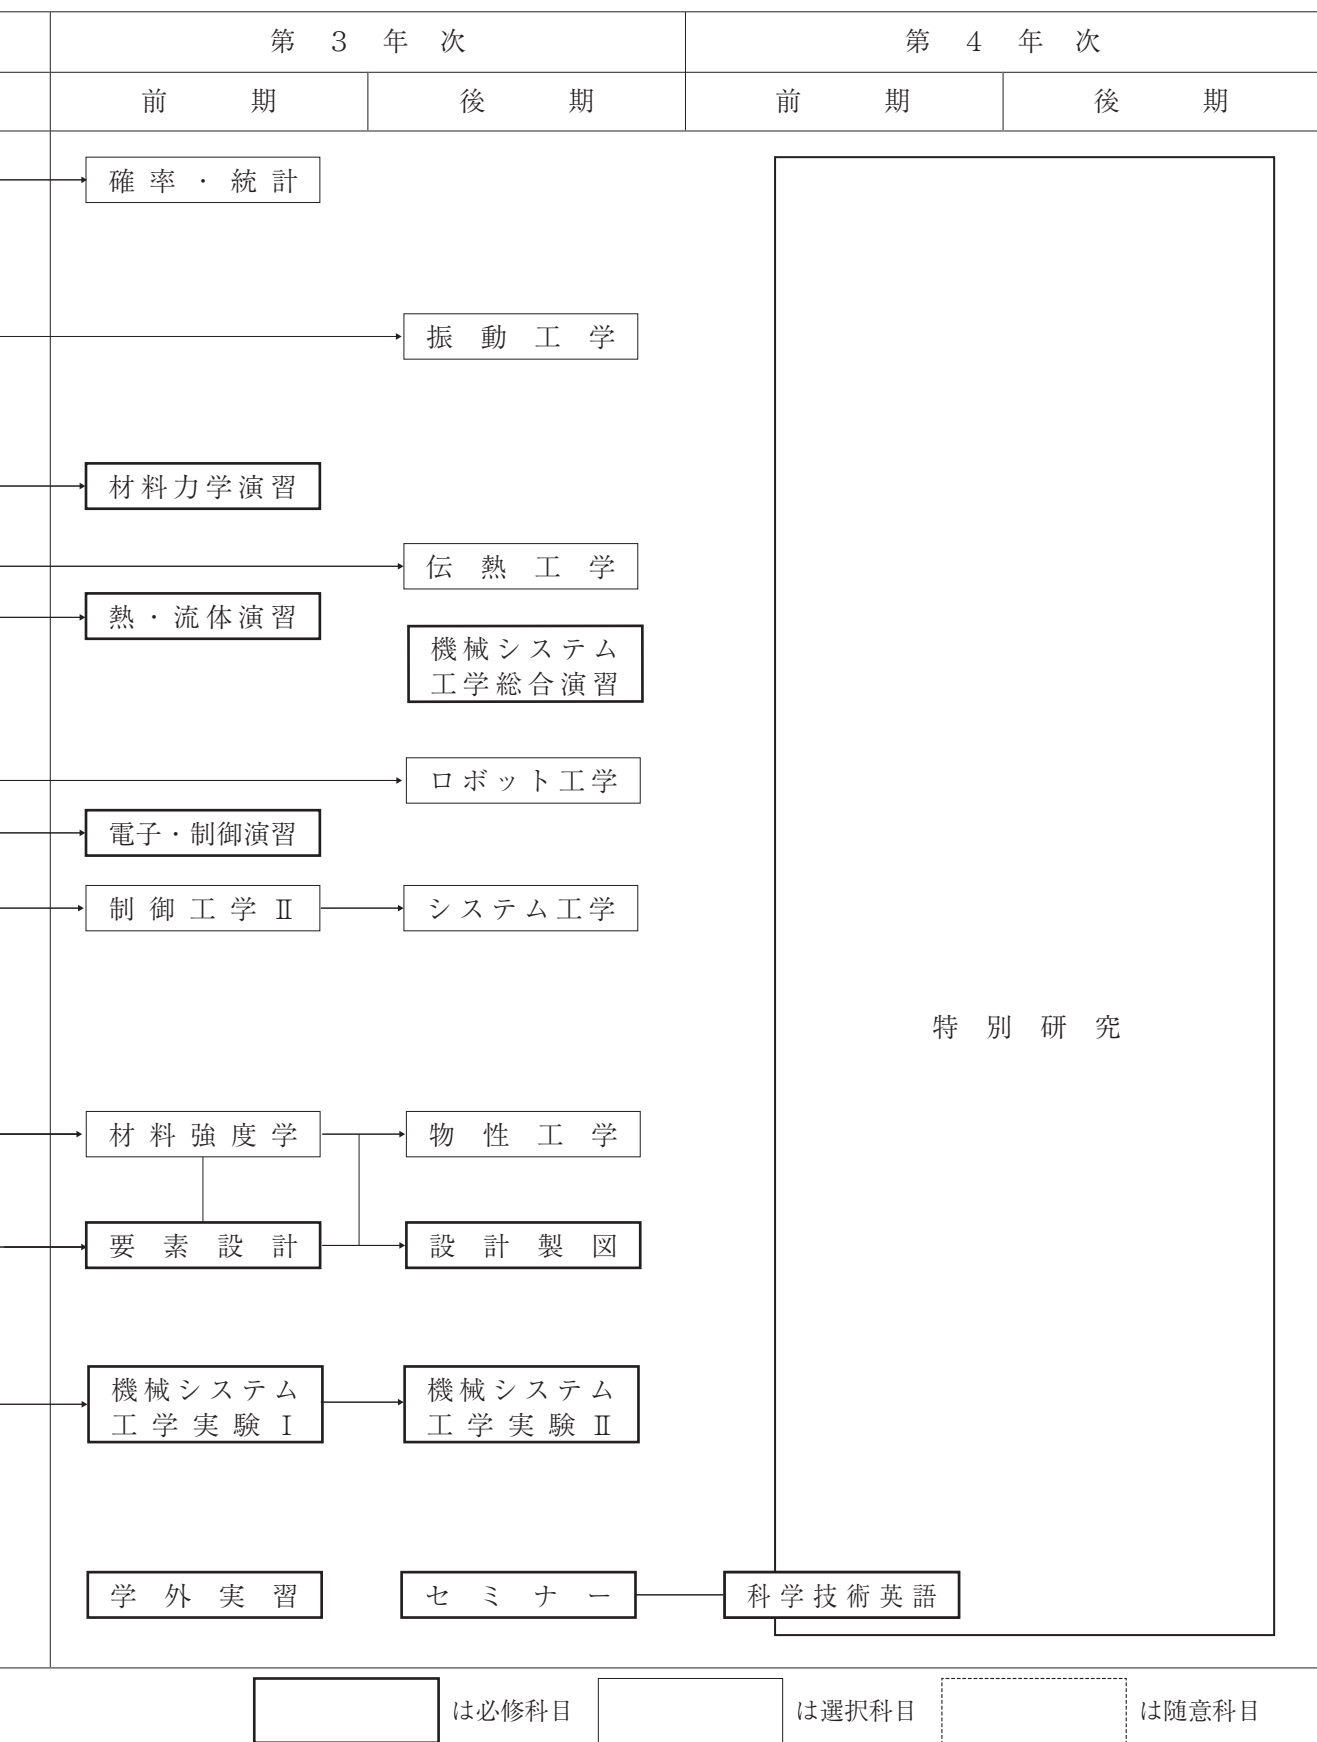 第 3 年 次
第 4 年 次
前 期
後 期
前 期
後 期
確率・統計
振動工学
材料力学演習
伝熱工学
熱・流体演習
機械システム
工学総合演習
ロボット工学
電子・制御演習
制御工学Ⅱ
システム工学
特別研究
材料強度学
物性工学
要素設計
設計製図
機械システム
工学実験Ⅰ
機械システム
工学実験Ⅱ
学外実習
セミナー
科学技術英語
は必修科目
は選択科目
は随意科目